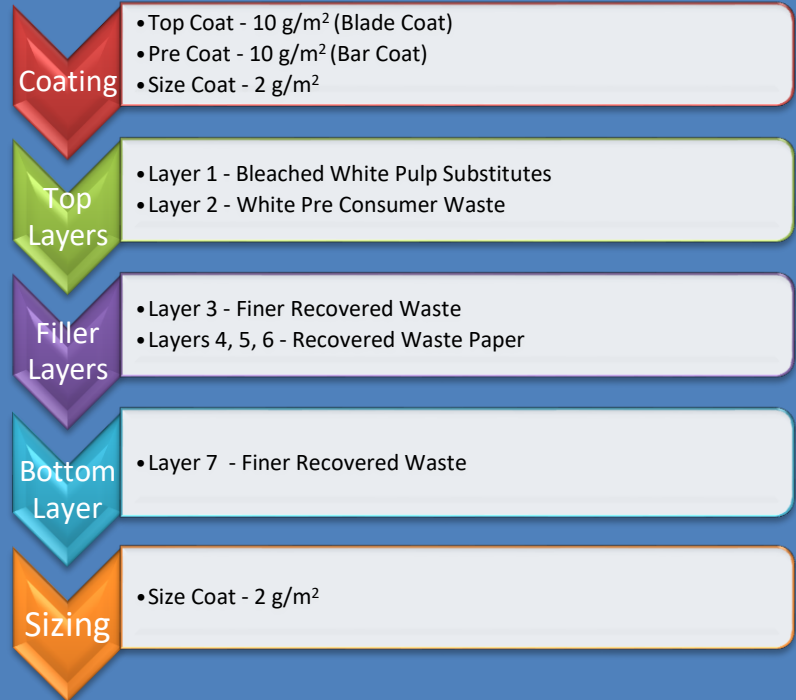 Coating
•Top Coat - 10 g/m² (Blade Coat)
•Pre Coat - 10 g/m² (Bar Coat)
•Size Coat - 2 g/m²
Top
Layers
•Layer 1 - Bleached White Pulp Substitutes
•Layer 2 - White Pre Consumer Waste
Filler
Layers
•Layer 3 - Finer Recovered Waste
•Layers 4, 5, 6 - Recovered Waste Paper
Bottom
Layer
•Layer 7 - Finer Recovered Waste
Sizing
•Size Coat - 2 g/m²